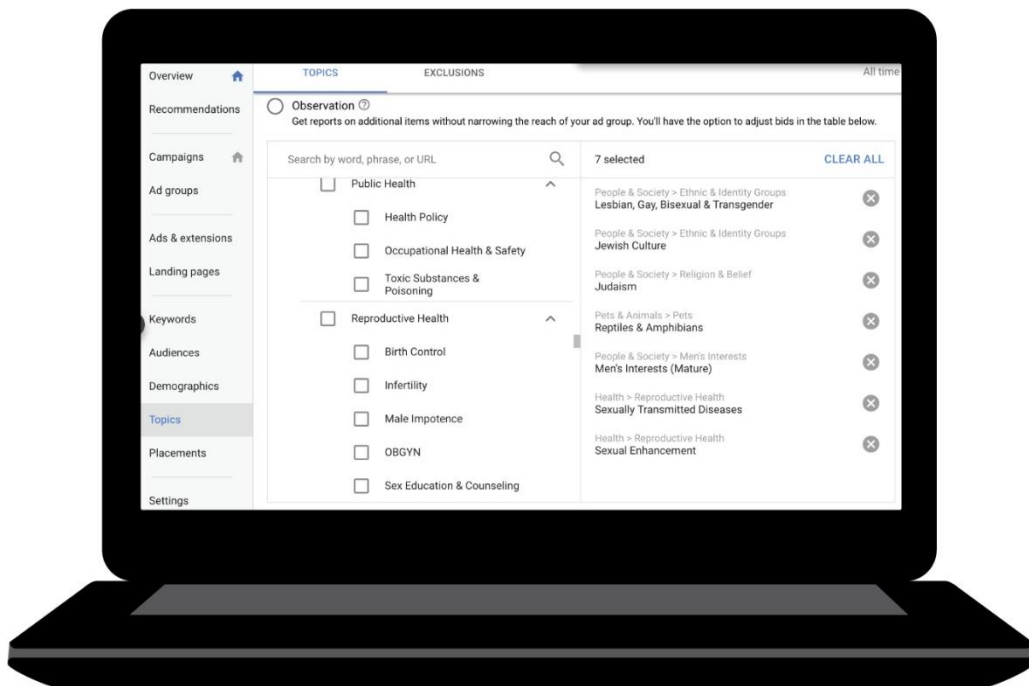 Overview
Recommendations
Campaigns
Ad groups
Ads & extensions
Landing pages
Keywords
Audiences
Demographics
Topics
Placements
Settings
TOPICS EXCLUSIONS All time
Observation
Get reports on additional items without narrowing the reach of your ad group. You'll have the option to adjust bids in the table below.
Search by word, phrase, or URL
Public Health
Health Policy
Occupational Health & Safety
Toxic Substances &
Poisoning
Reproductive Health
Birth Control
Infertility
Male Impotence
OBGYN
Sex Education & Counseling
7 selected CLEAR ALL
People & Society > Ethnic & Identity Groups
Lesbian, Gay, Bisexual & Transgender
People & Society > Ethnic & Identity Groups
Jewish Culture
People & Society > Religion & Belief
Judaism
Pets & Animals > Pets
Reptiles & Amphibians
People & Society > Men's Interests
Men's Interests (Mature)
Health > Reproductive Health
Sexually Transmitted Diseases
Health > Reproductive Health
Sexual Enhancement